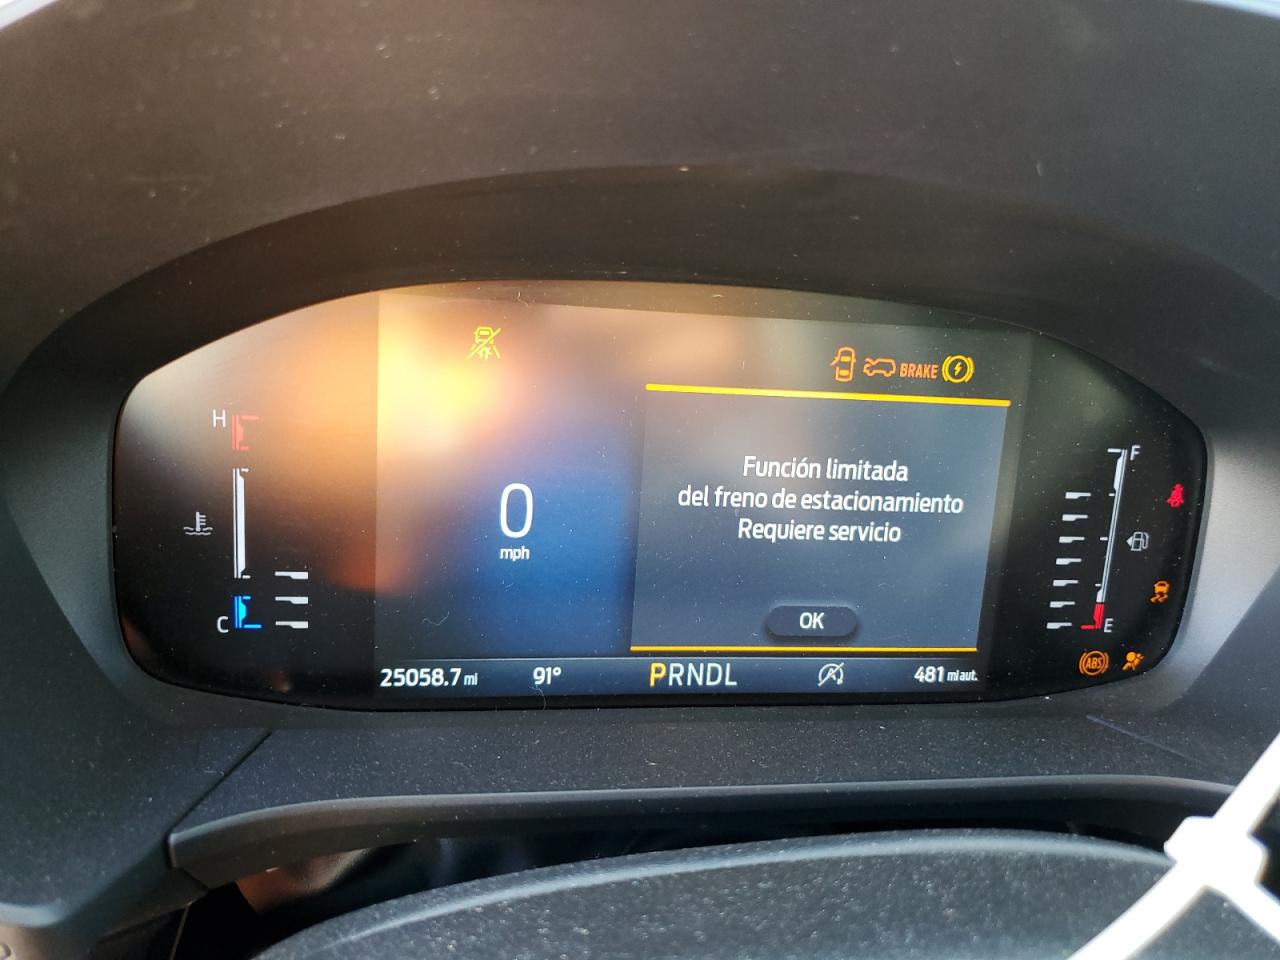 BRAKE
H
F
Función limitada
del freno de estacionamiento
Requiere servicio
0
mph
OK
C
E
ABS
25058.7 mi
91°
PRNDL
481 mi aut.